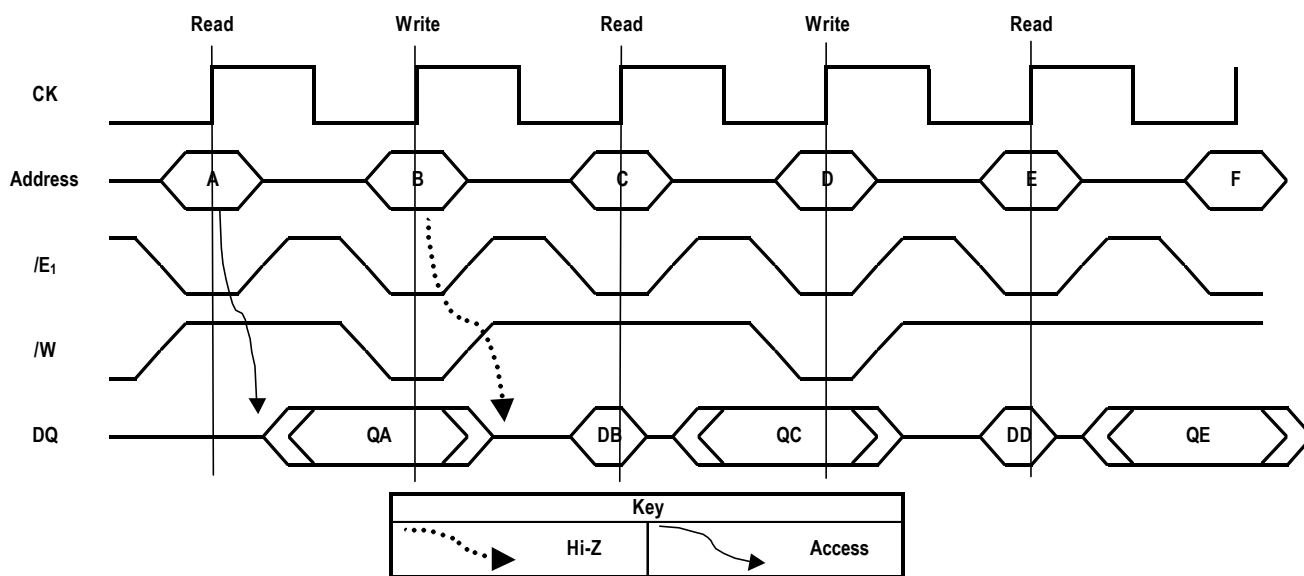 Read Write Read Write Read
CK
Address A B C D E F
/E1
/W
DQ QA DB QC DD QE
Key
Hi-Z Access